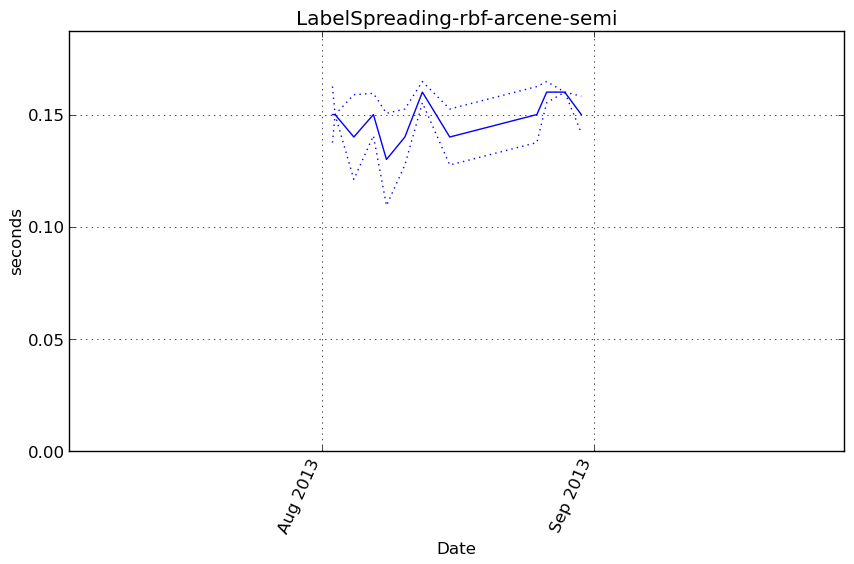 LabelSpreading-rbf-arcene-semi
0.15
0.10
0.05
0.00
seconds
Aug 2013
Sep 2013
Date